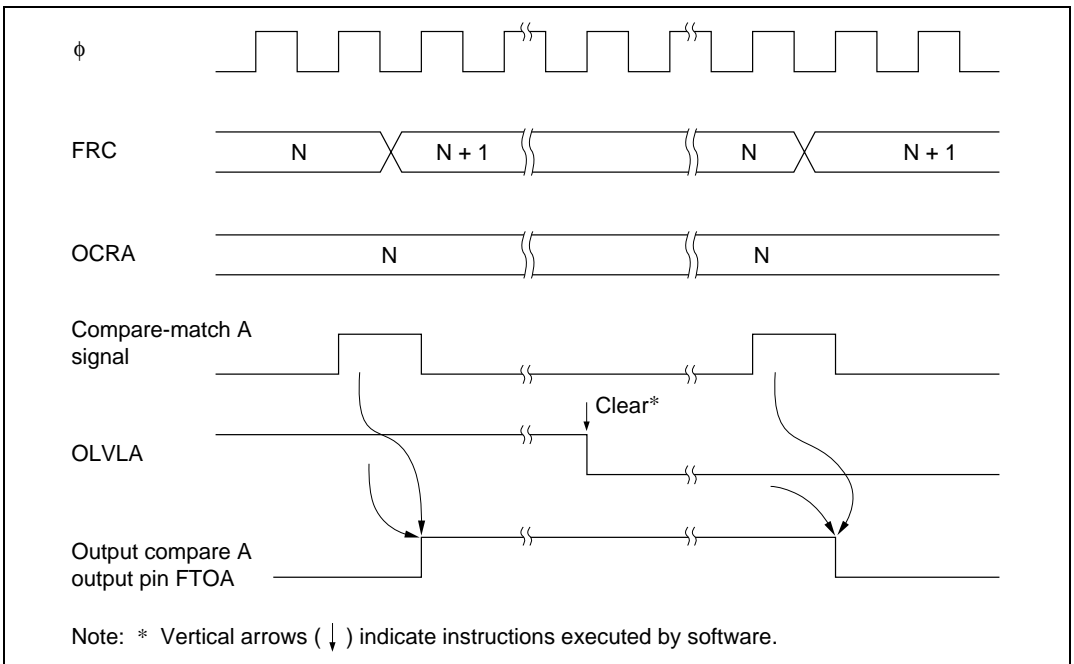 ϕ
FRC
N
N + 1
N
N + 1
OCRA
N
N
Compare-match A
signal
Clear*
OLVLA
Output compare A
output pin FTOA
Note: * Vertical arrows ( ↓ ) indicate instructions executed by software.